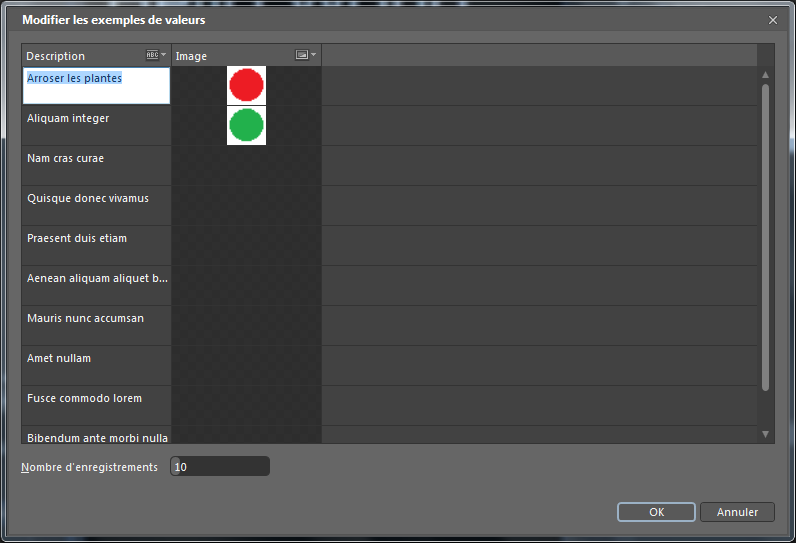 Modifier les exemples de valeurs
Description ABC Image
Arroser les plantes
Aliquam integer
Nam cras curae
Quisque donec vivamus
Praesent duis etiam
Aenean aliquam aliquet b...
Mauris nunc accumsan
Amet nullam
Fusce commodo lorem
Bibendum ante morbi nulla
Nombre d'enregistrements 10
OK Annuler